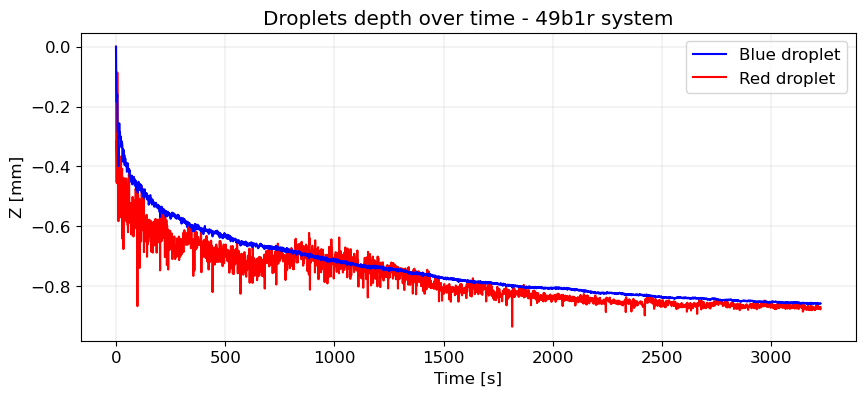 Droplets depth over time - 49b1r system
Blue droplet
Red droplet
Z [mm]
0.0
−0.2
−0.4
−0.6
−0.8
0 500 1000 1500 2000 2500 3000
Time [s]